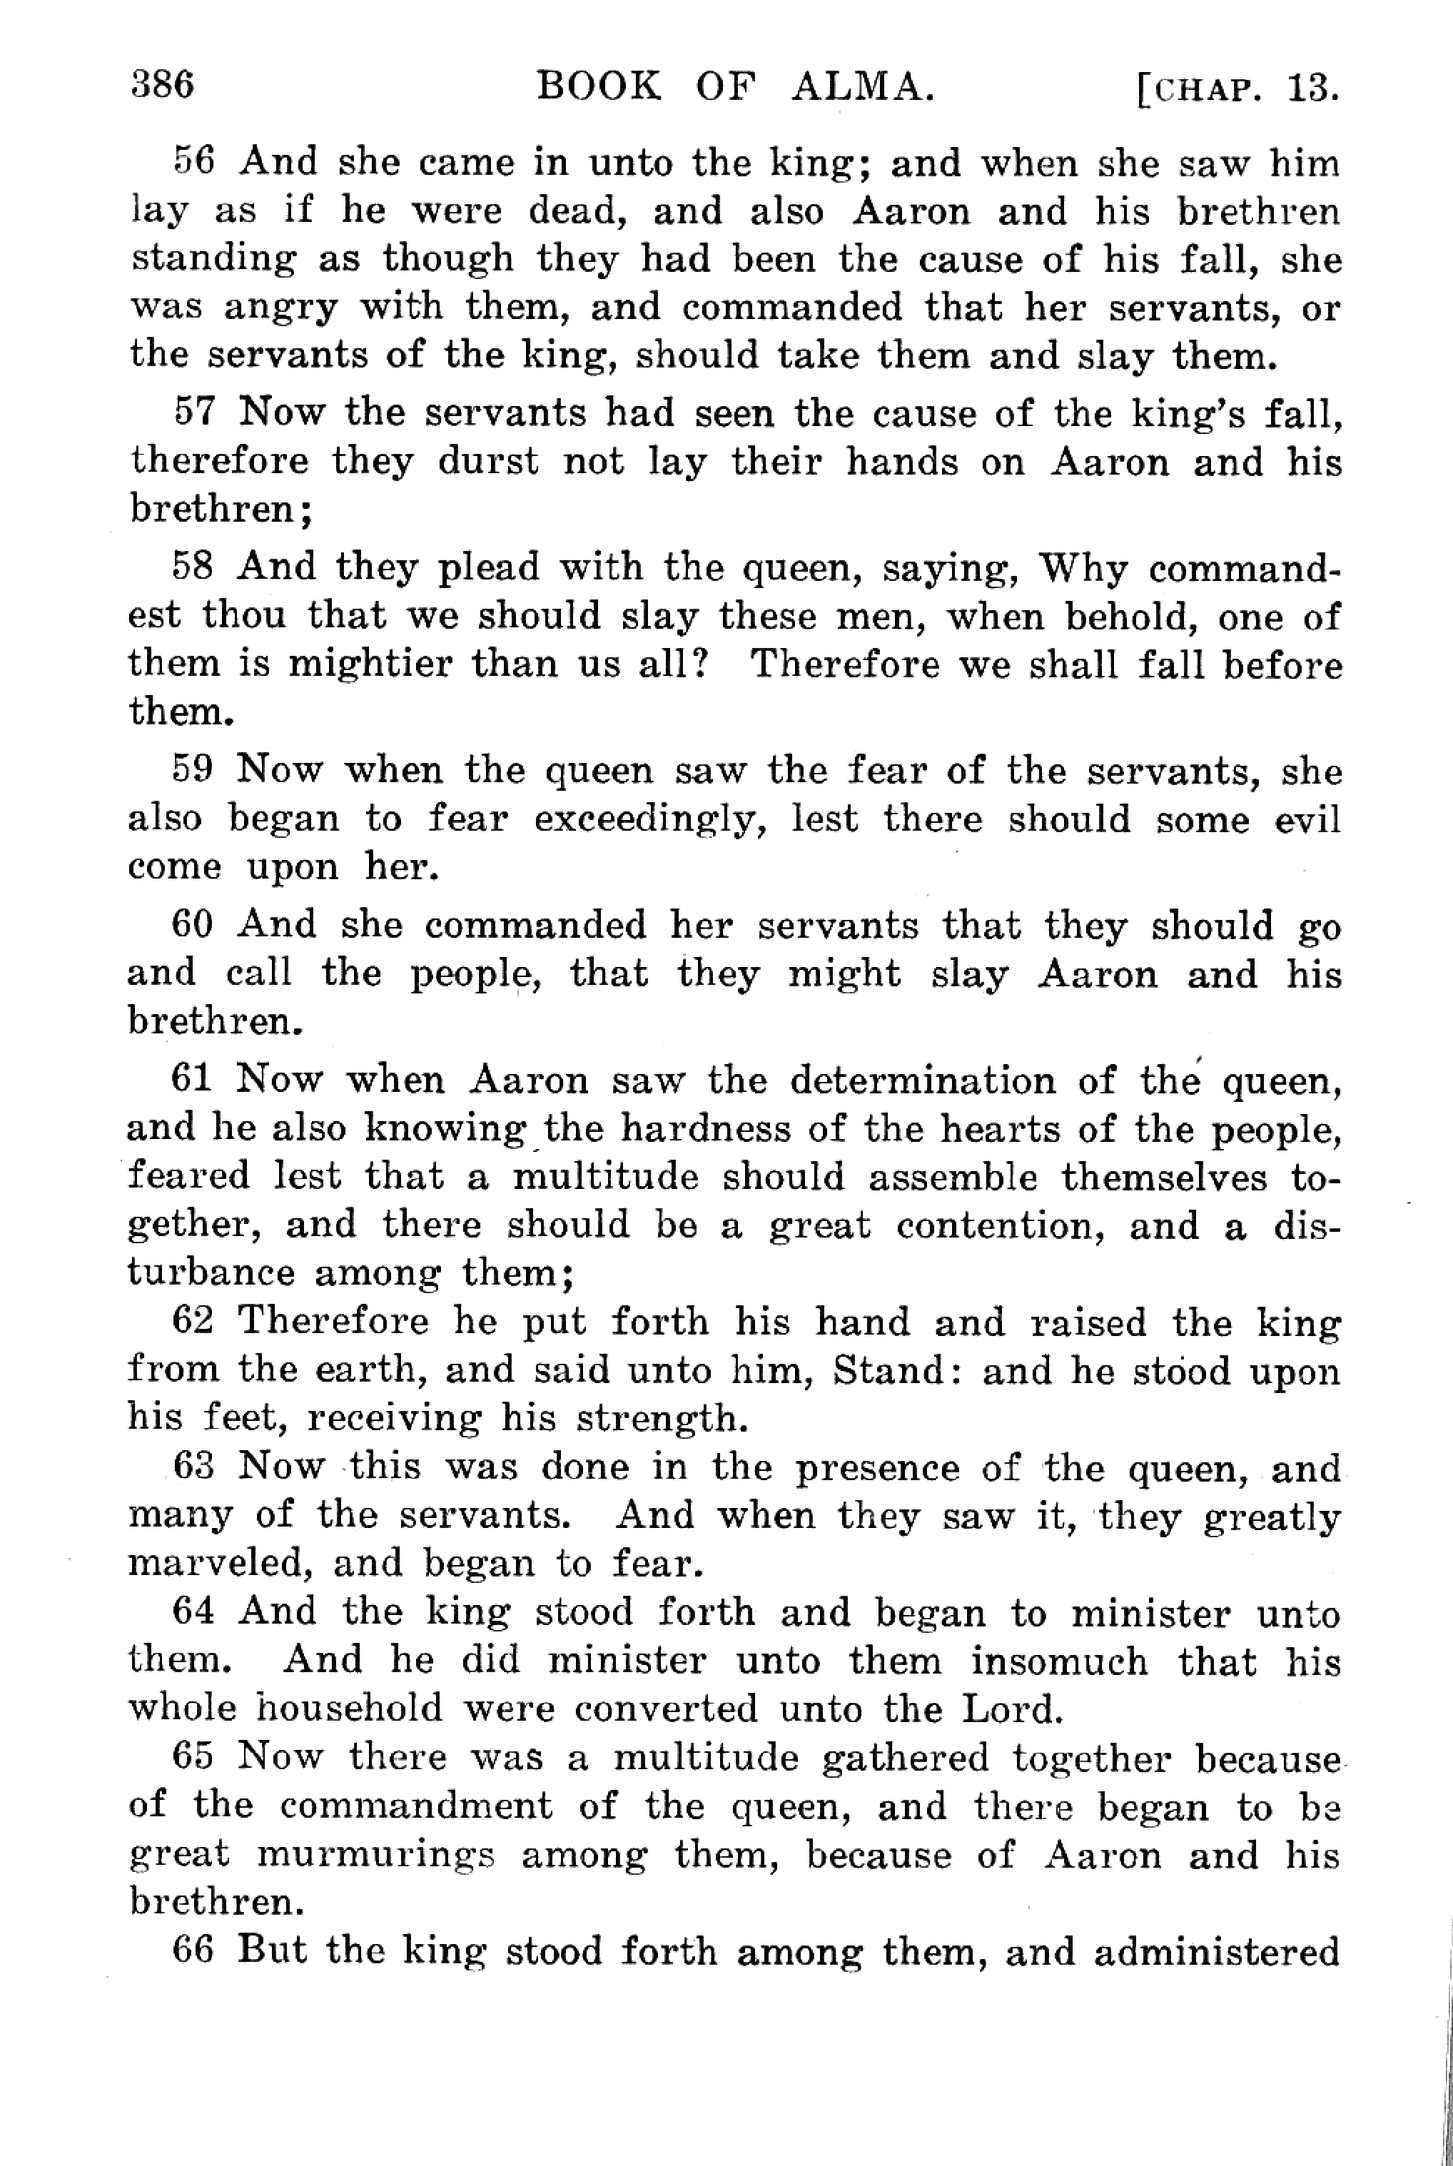 386 BOOK OF ALMA. [CHAP. 13.
56 And she came in unto the king; and when she saw him
lay as if he were dead, and also Aaron and his brethren
standing as though they had been the cause of his fall, she
was angry with them, and commanded that her servants, or
the servants of the king, should take them and slay them.
57 Now the servants had seen the cause of the king's fall,
therefore they durst not lay their hands on Aaron and his
brethren;
58 And they plead with the queen, saying, Why command-
est thou that we should slay these men, when behold, one of
them is mightier than us all? Therefore we shall fall before
them.
59 Now when the queen saw the fear of the servants, she
also began to fear exceedingly, lest there should some evil
come upon her.
60 And she commanded her servants that they should go
and call the people, that they might slay Aaron and his
brethren.
61 Now when Aaron saw the determination of the queen,
and he also knowing the hardness of the hearts of the people,
feared lest that a multitude should assemble themselves to-
gether, and there should be a great contention, and a dis-
turbance among them;
62 Therefore he put forth his hand and raised the king
from the earth, and said unto him, Stand: and he stood upon
his feet, receiving his strength.
63 Now this was done in the presence of the queen, and
many of the servants. And when they saw it, they greatly
marveled, and began to fear.
64 And the king stood forth and began to minister unto
them. And he did minister unto them insomuch that his
whole household were converted unto the Lord.
65 Now there was a multitude gathered together because
of the commandment of the queen, and there began to be
great murmurings among them, because of Aaron and his
brethren.
66 But the king stood forth among them, and administered